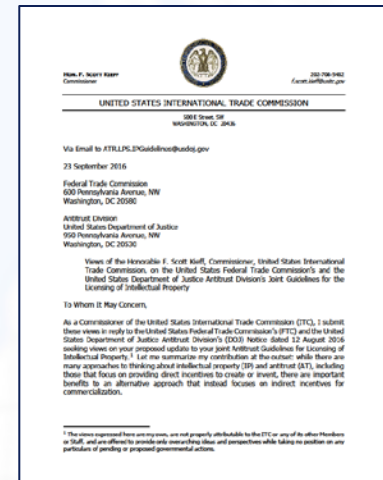 HON. F. SCOTT KIEFF
Commissioner
202-708-5482
f.scott.kieff@usitc.gov
UNITED STATES INTERNATIONAL TRADE COMMISSION
500 E Street, SW
WASHINGTON, DC 20436
Via Email to ATR.LPS.IPGuidelines@usdoj.gov
23 September 2016
Federal Trade Commission
600 Pennsylvania Avenue, NW
Washington, DC 20580
Antitrust Division
United States Department of Justice
950 Pennsylvania Avenue, NW
Washington, DC 20530
Views of the Honorable F. Scott Kieff, Commissioner, United States International
Trade Commission, on the United States Federal Trade Commission's and the
United States Department of Justice Antitrust Division's Joint Guidelines for the
Licensing of Intellectual Property
To Whom It May Concern,
As a Commissioner of the United States International Trade Commission (ITC), I submit
these views in reply to the United States Federal Trade Commission's (FTC) and the United
States Department of Justice Antitrust Division's (DOJ) Notice dated 12 August 2016
seeking views on your proposed update to your joint Antitrust Guidelines for Licensing of
Intellectual Property.1 Let me summarize my contribution at the outset: while there are
many approaches to thinking about intellectual property (IP) and antitrust (AT), including
those that focus on providing direct incentives to create or invent, there are important
benefits to an alternative approach that instead focuses on indirect incentives for
commercialization.
1 The views expressed here are my own, are not properly attributable to the ITC or any of its other Members
or Staff, and are offered to provide only overarching ideas and perspectives while taking no position on any
particulars of pending or proposed governmental actions.